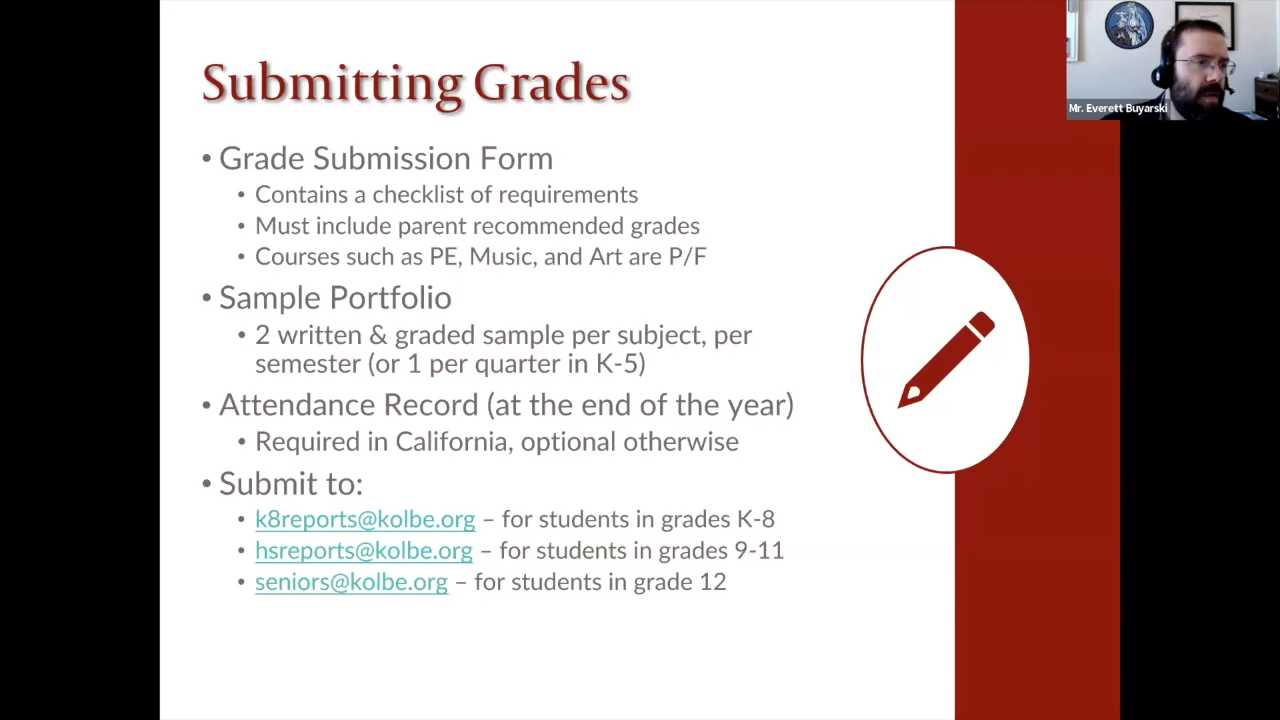 Submitting Grades
• Grade Submission Form
• Contains a checklist of requirements
• Must include parent recommended grades
• Courses such as PE, Music, and Art are P/F
• Sample Portfolio
• 2 written & graded sample per subject, per
semester (or 1 per quarter in K-5)
• Attendance Record (at the end of the year)
• Required in California, optional otherwise
• Submit to:
• k8reports@kolbe.org – for students in grades K-8
• hsreports@kolbe.org – for students in grades 9-11
• seniors@kolbe.org – for students in grade 12
Mr. Everett Buyarski